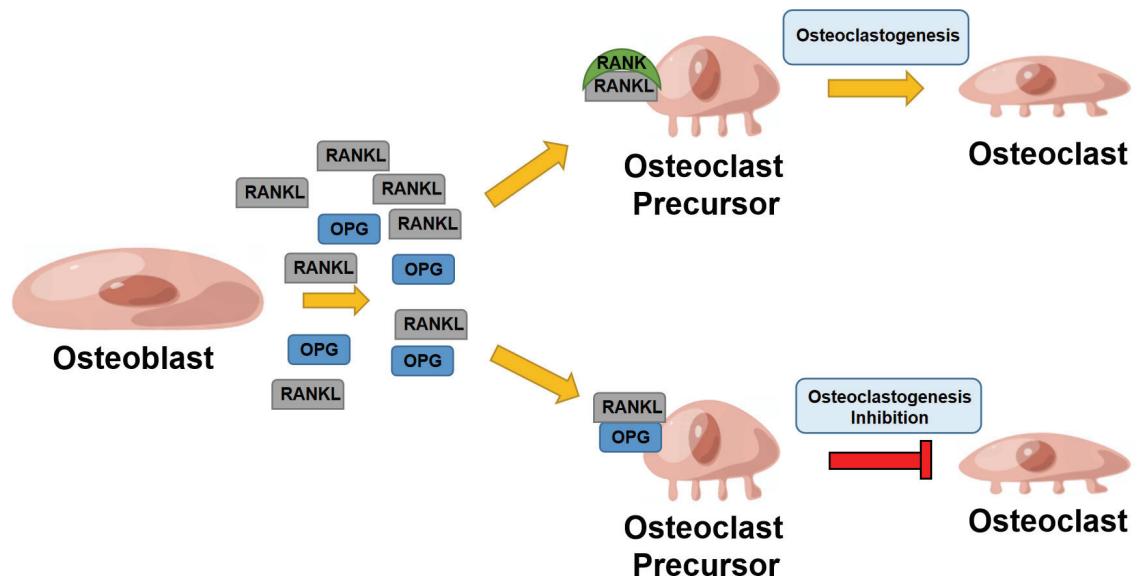 Osteoblast
RANKL
RANKL
RANKL
OPG
RANKL
RANKL
OPG
RANKL
OPG
OPG
RANKL
RANK
RANKL
Osteoclast
Precursor
Osteoclastogenesis
Osteoclast
RANKL
OPG
Osteoclast
Precursor
Osteoclastogenesis
Inhibition
Osteoclast